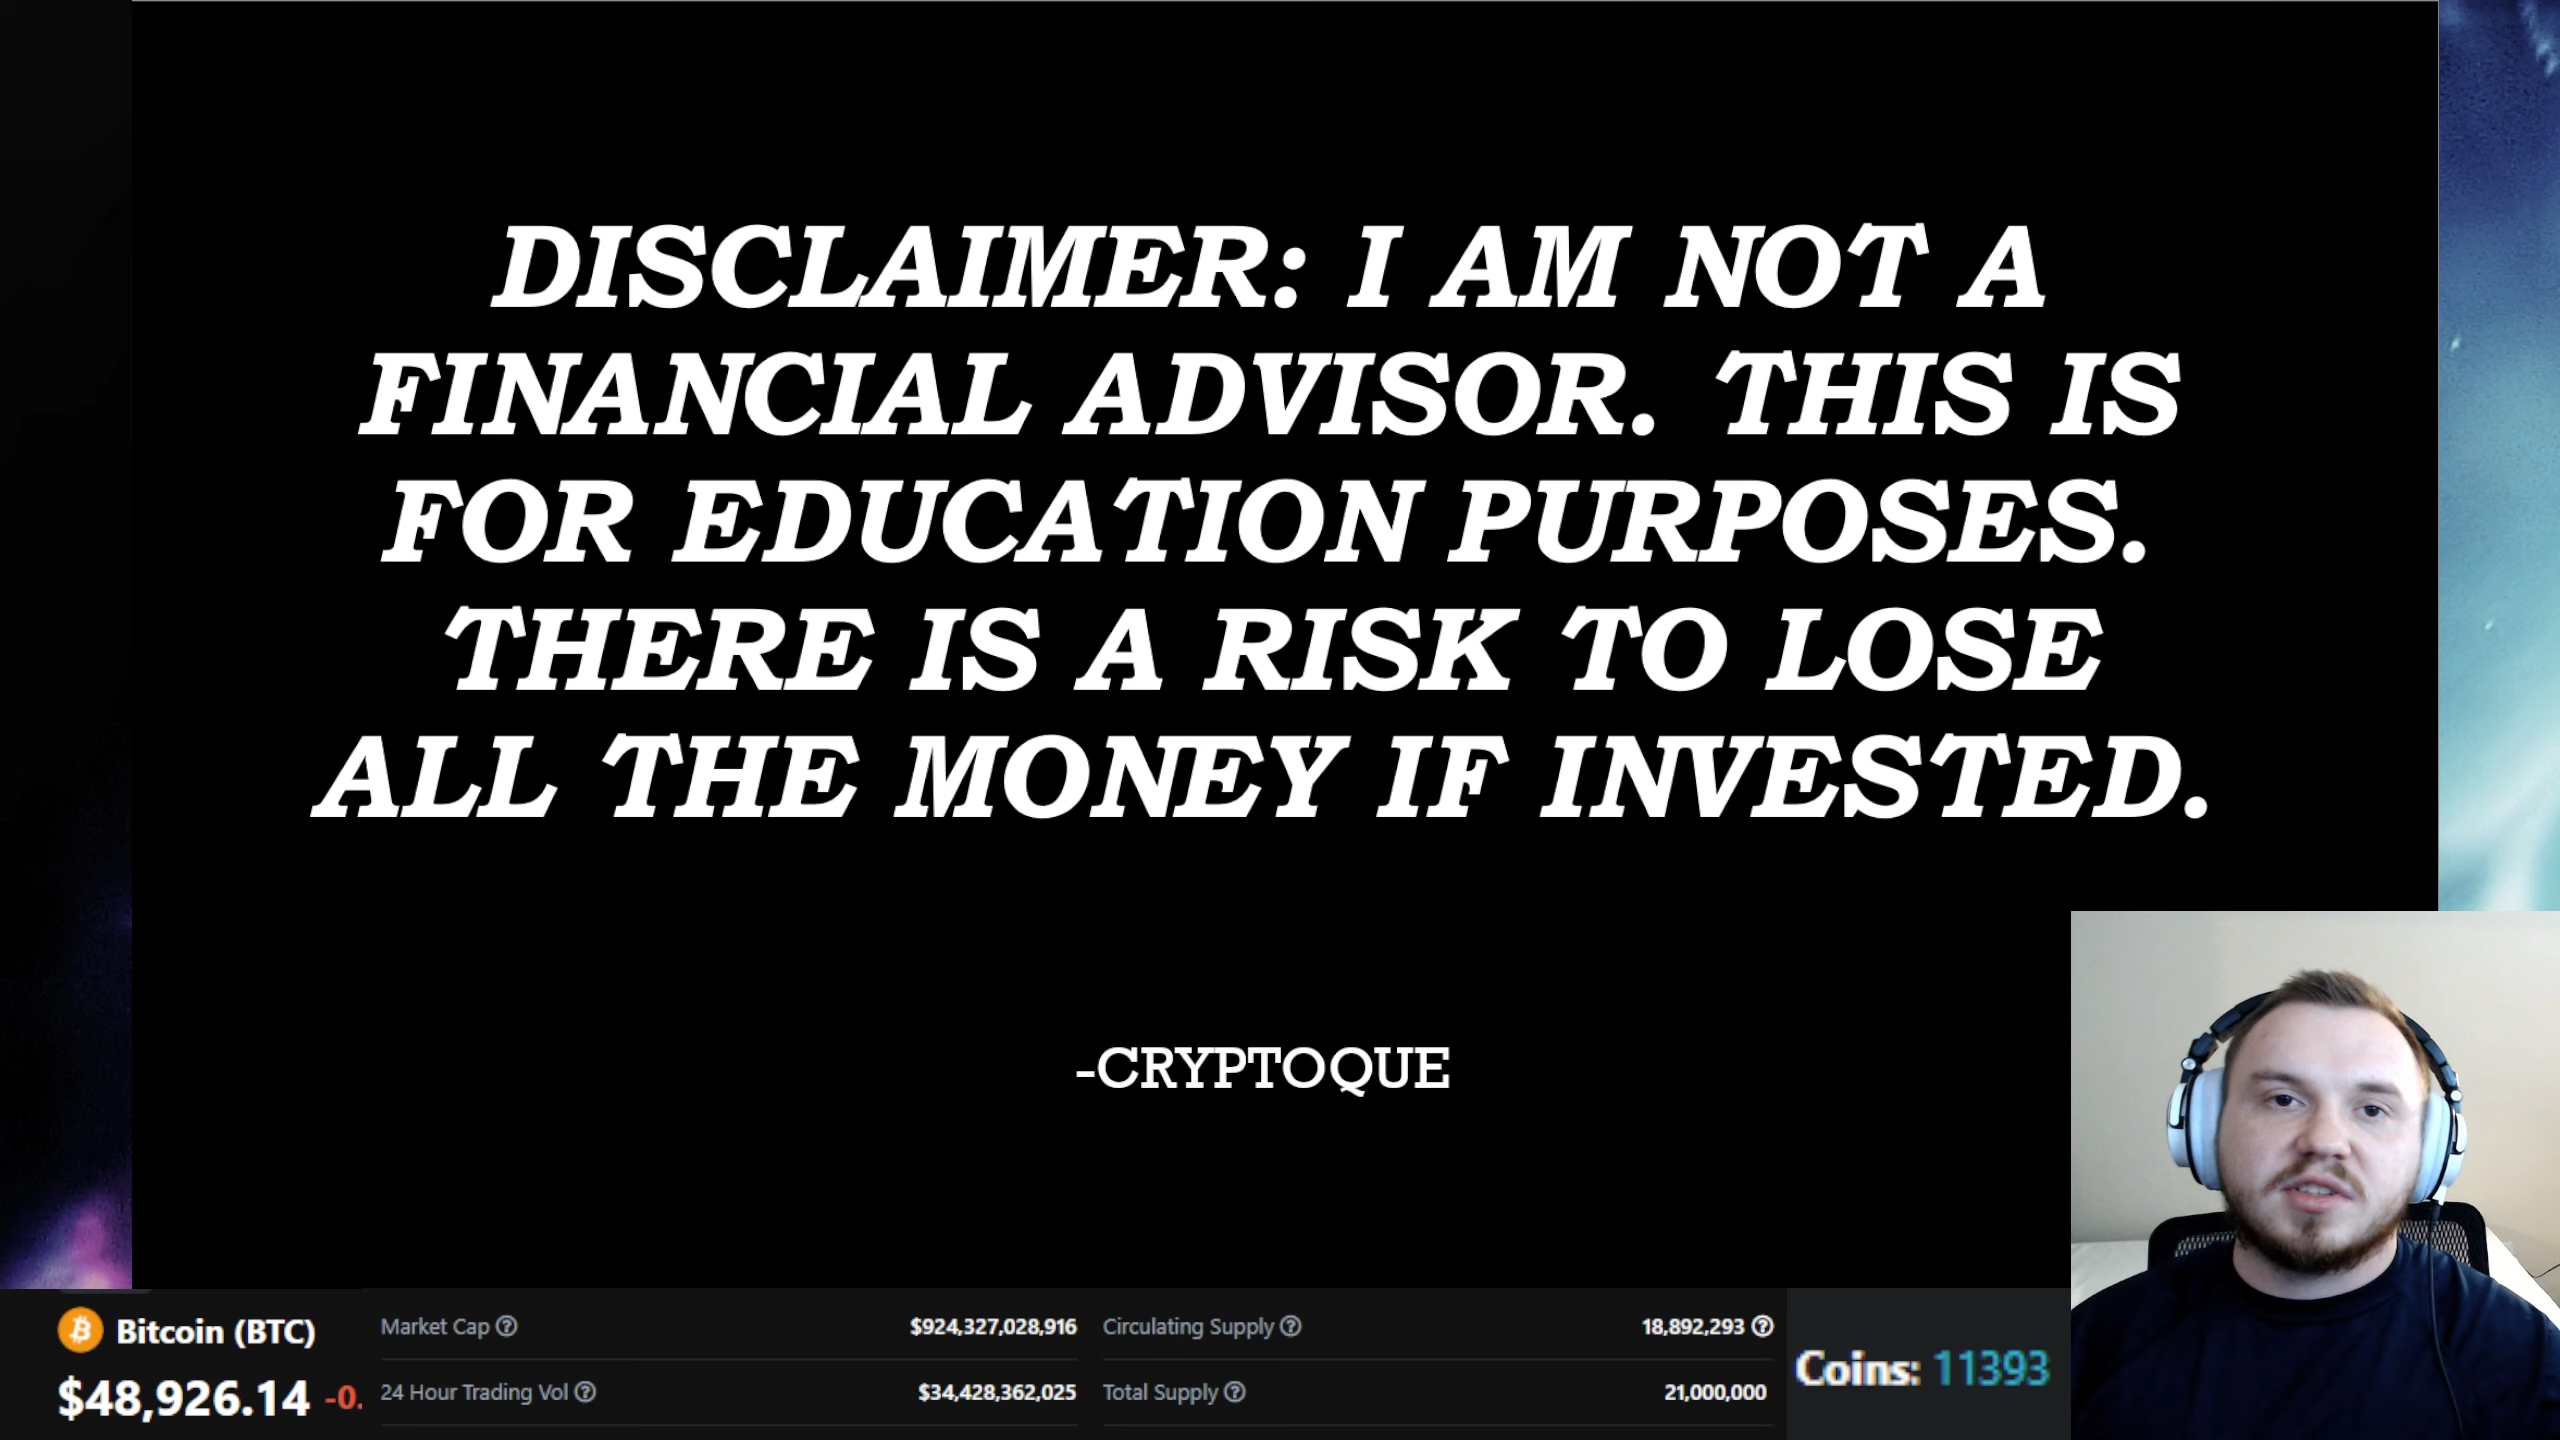 DISCLAIMER: I AM NOT A
FINANCIAL ADVISOR. THIS IS
FOR EDUCATION PURPOSES.
THERE IS A RISK TO LOSE
ALL THE MONEY IF INVESTED.
-CRYPTOQUE
Bitcoin (BTC)
$48,926.14 -0.
Market Cap $924,327,028,916
24 Hour Trading Vol $34,428,362,025
Circulating Supply 18,892,293
Total Supply 21,000,000
Coins: 11393